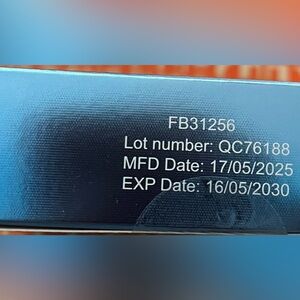 FB31256
Lot number: QC76188
MFD Date: 17/05/2025
EXP Date: 16/05/2030